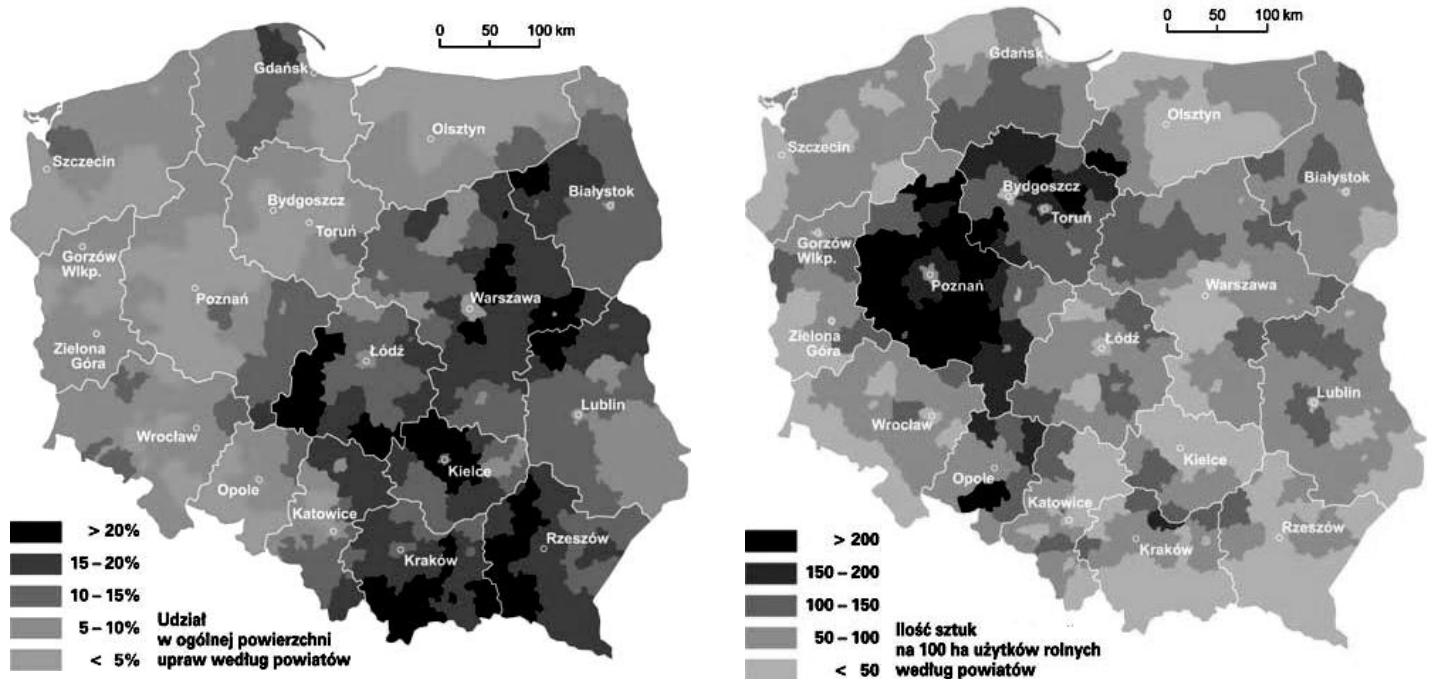 0 50 100 km
Gdańsk
Olsztyn
Szczecin
Białystok
Bydgoszcz
Toruń
Gorzów
Wlkp.
Poznań
Warszawa
Zielona
Góra
Łódź
Lublin
Wrocław
Kielce
Opole
Katowice
Rzeszów
Kraków
> 20%
15 – 20%
10 – 15%
5 – 10%
< 5%
Udział
w ogólnej powierzchni
upraw według powiatów
0 50 100 km
Gdańsk
Olsztyn
Szczecin
Białystok
Bydgoszcz
Toruń
Gorzów
Wlkp.
Poznań
Warszawa
Zielona
Góra
Łódź
Lublin
Wrocław
Kielce
Opole
Katowice
Rzeszów
Kraków
> 200
150 – 200
100 – 150
50 – 100
< 50
Ilość sztuk
na 100 ha użytków rolnych
według powiatów